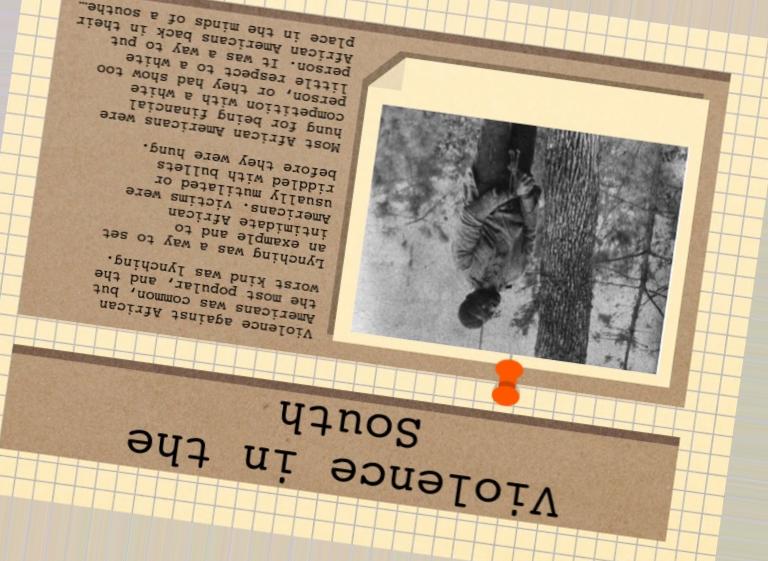 Violence in the
South
Violence against African
Americans was common, but
the most popular, and the
worst kind was lynching.
Lynching was a way to set
an example and to
intimidate African
Americans. victims were
usually mutilated or
riddled with bullets
before they were hung.
Most African Americans were
hung for being financial
competition with a white
person, or they had show too
little respect to a white
person. It was a way to put
African Americans back in their
place in the minds of a southe…